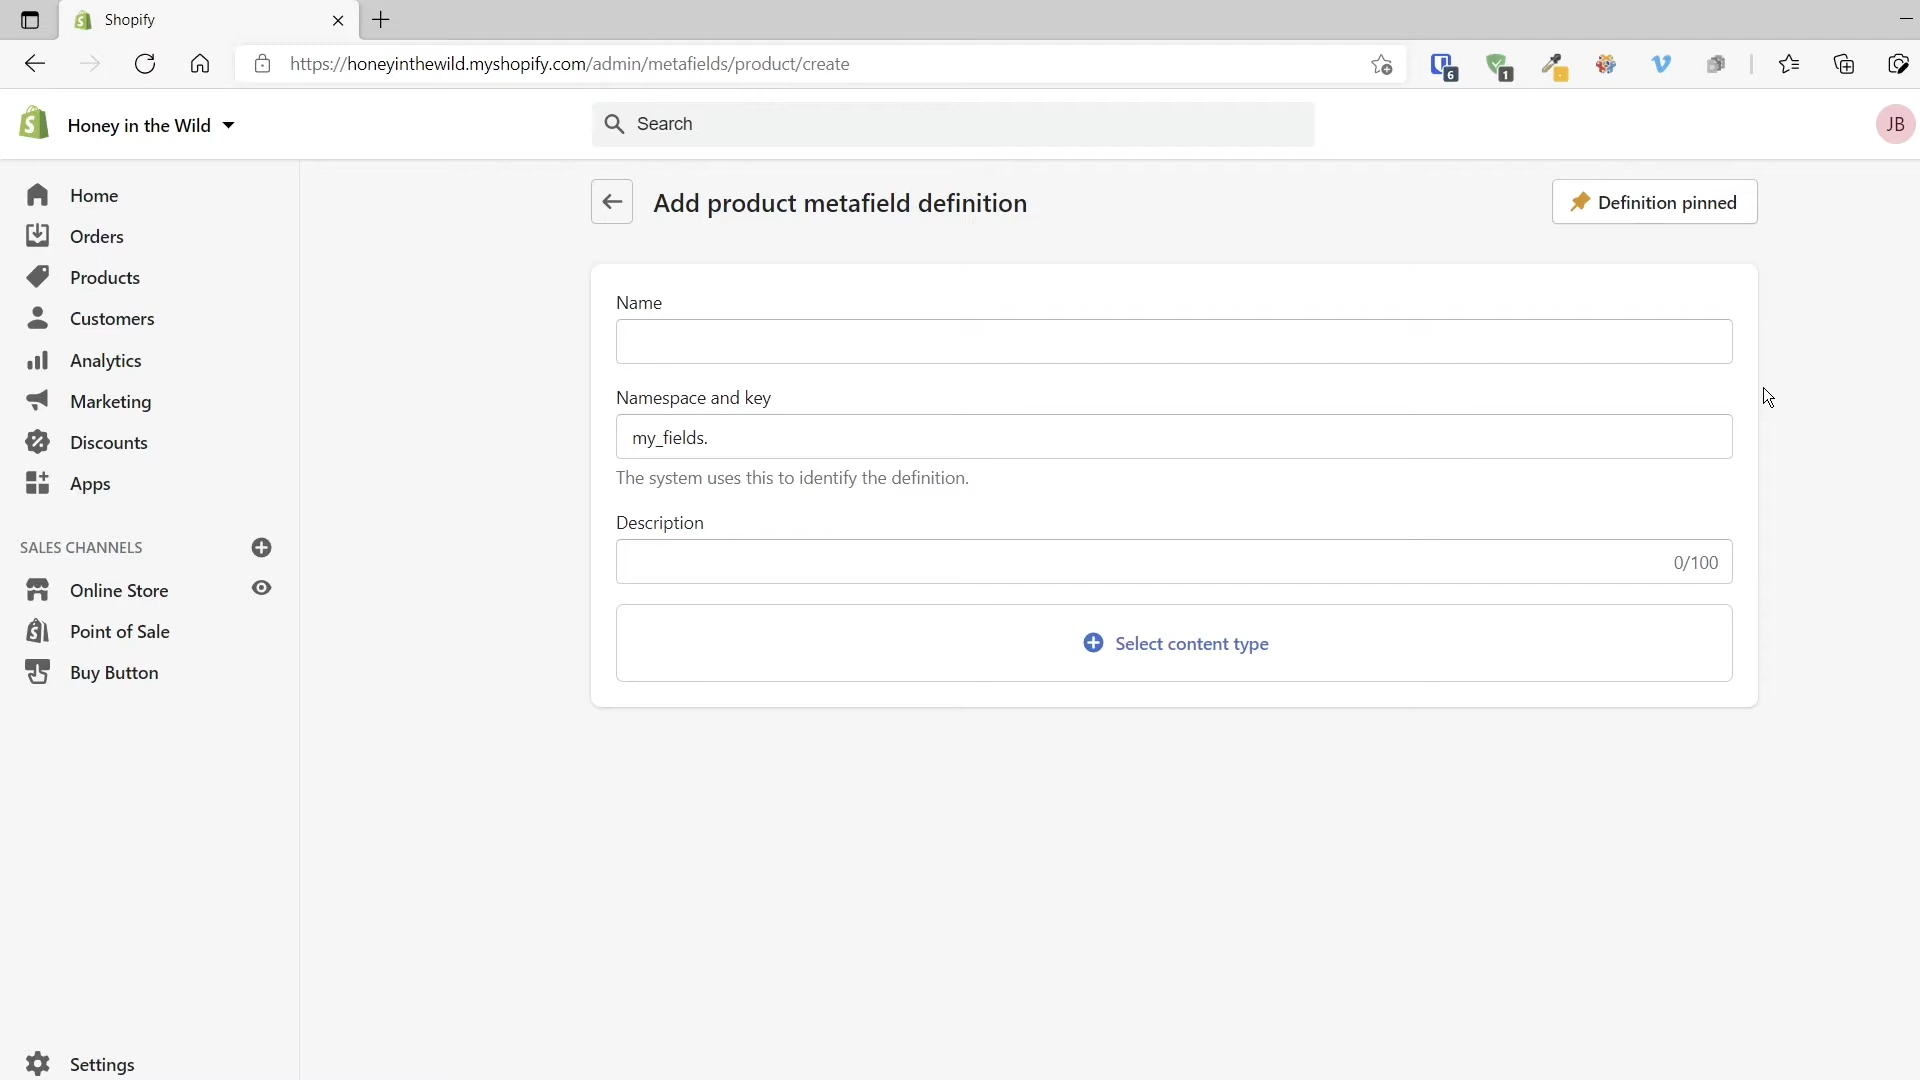 Shopify
https://honeyinthewild.myshopify.com/admin/metafields/product/create
6
1
Honey in the Wild
Search
JB
Home
Orders
Products
Customers
Analytics
Marketing
Discounts
Apps
SALES CHANNELS
Online Store
Point of Sale
Buy Button
Settings
Add product metafield definition
Definition pinned
Name
Namespace and key
my_fields.
The system uses this to identify the definition.
Description
0/100
Select content type